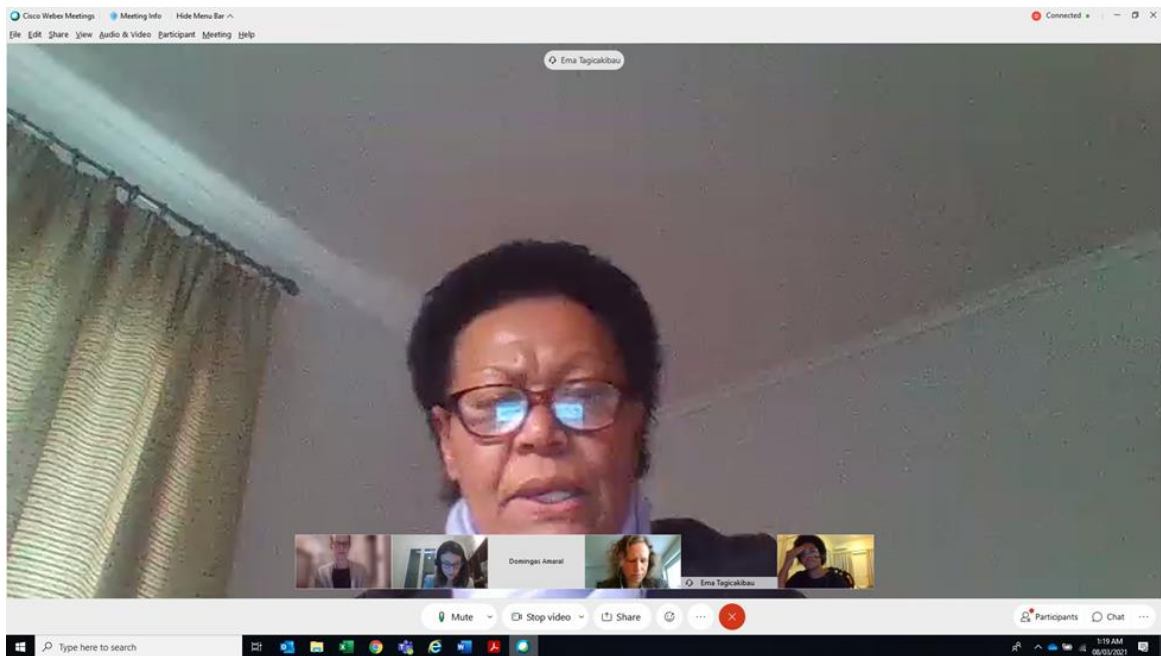 Cisco Webex Meetings Meeting Info Hide Menu Bar
Connected
File Edit Share View Audio & Video Participant Meeting Help
Ema Tagicakibau
Domingas Amaral
Ema Tagicakibau
Mute Stop video Share Participants Chat
Type here to search
1:19 AM
08/03/2021